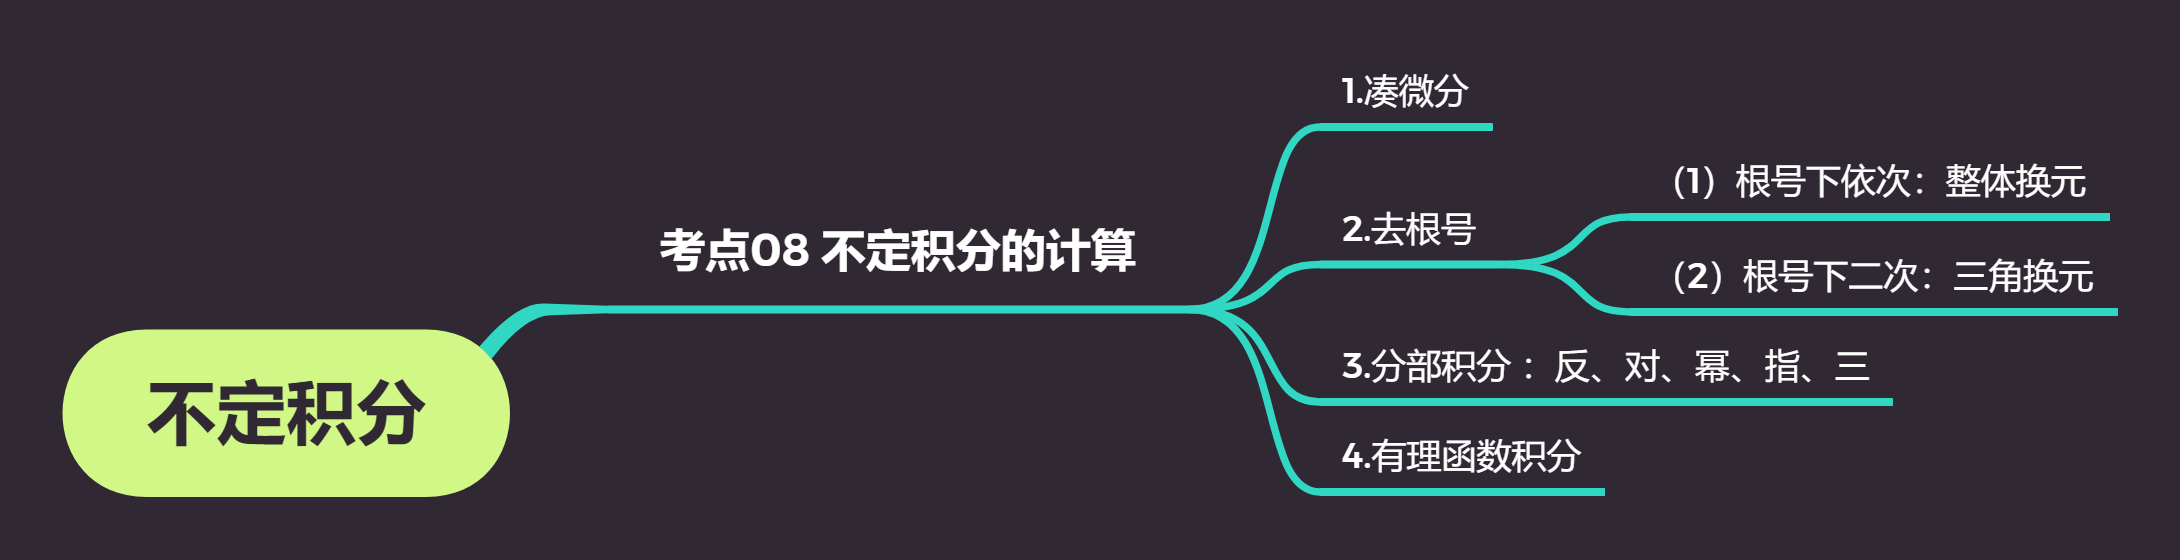 不定积分
考点08 不定积分的计算
1.凑微分
2.去根号
（1）根号下依次：整体换元
（2）根号下二次：三角换元
3.分部积分 ：反、对、幂、指、三
4.有理函数积分